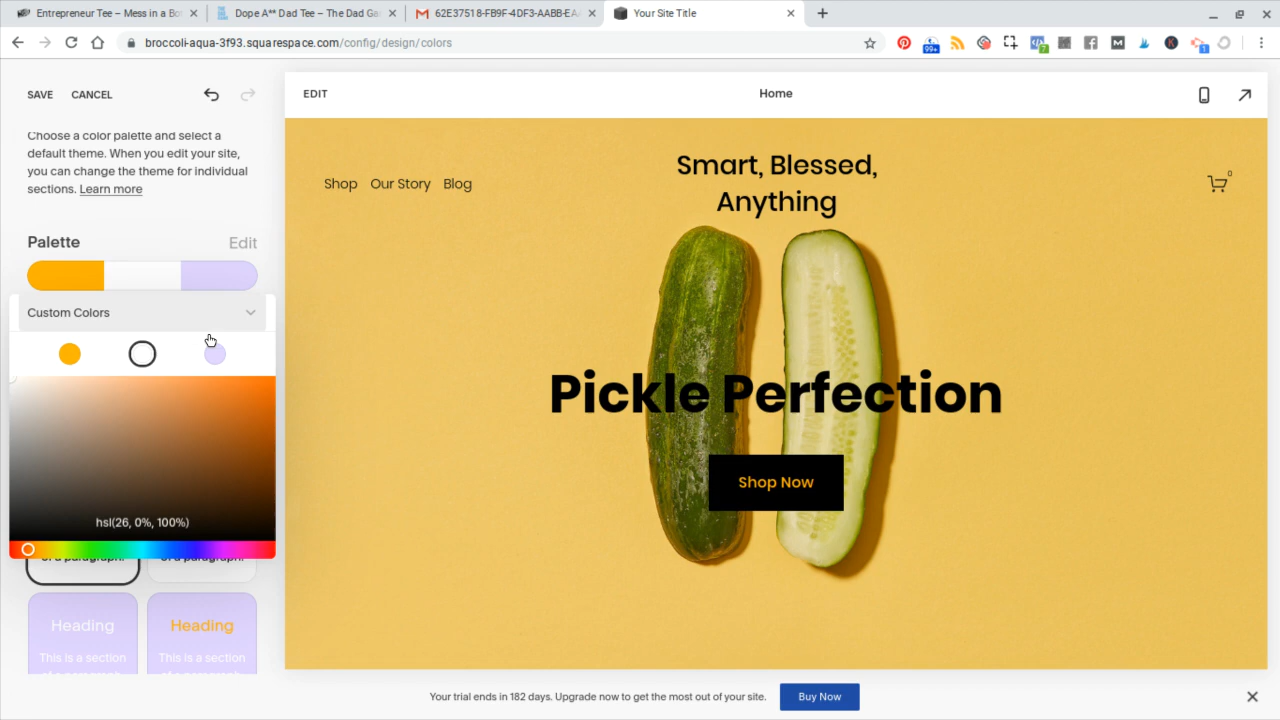 Entrepreneur Tee – Mess in a Bo
Dope A** Dad Tee – The Dad Ga
62E37518-FB9F-4DF3-AABB-EA
Your Site Title
broccoli-aqua-3f93.squarespace.com/config/design/colors
99+
7
1
SAVE CANCEL
EDIT
Home
Choose a color palette and select a
default theme. When you edit your site,
you can change the theme for individual
sections. Learn more
Palette Edit
Custom Colors
hsl(26, 0%, 100%)
Heading
This is a section
Heading
This is a section
Shop Our Story Blog
Smart, Blessed,
Anything
0
Pickle Perfection
Shop Now
Your trial ends in 182 days. Upgrade now to get the most out of your site.
Buy Now